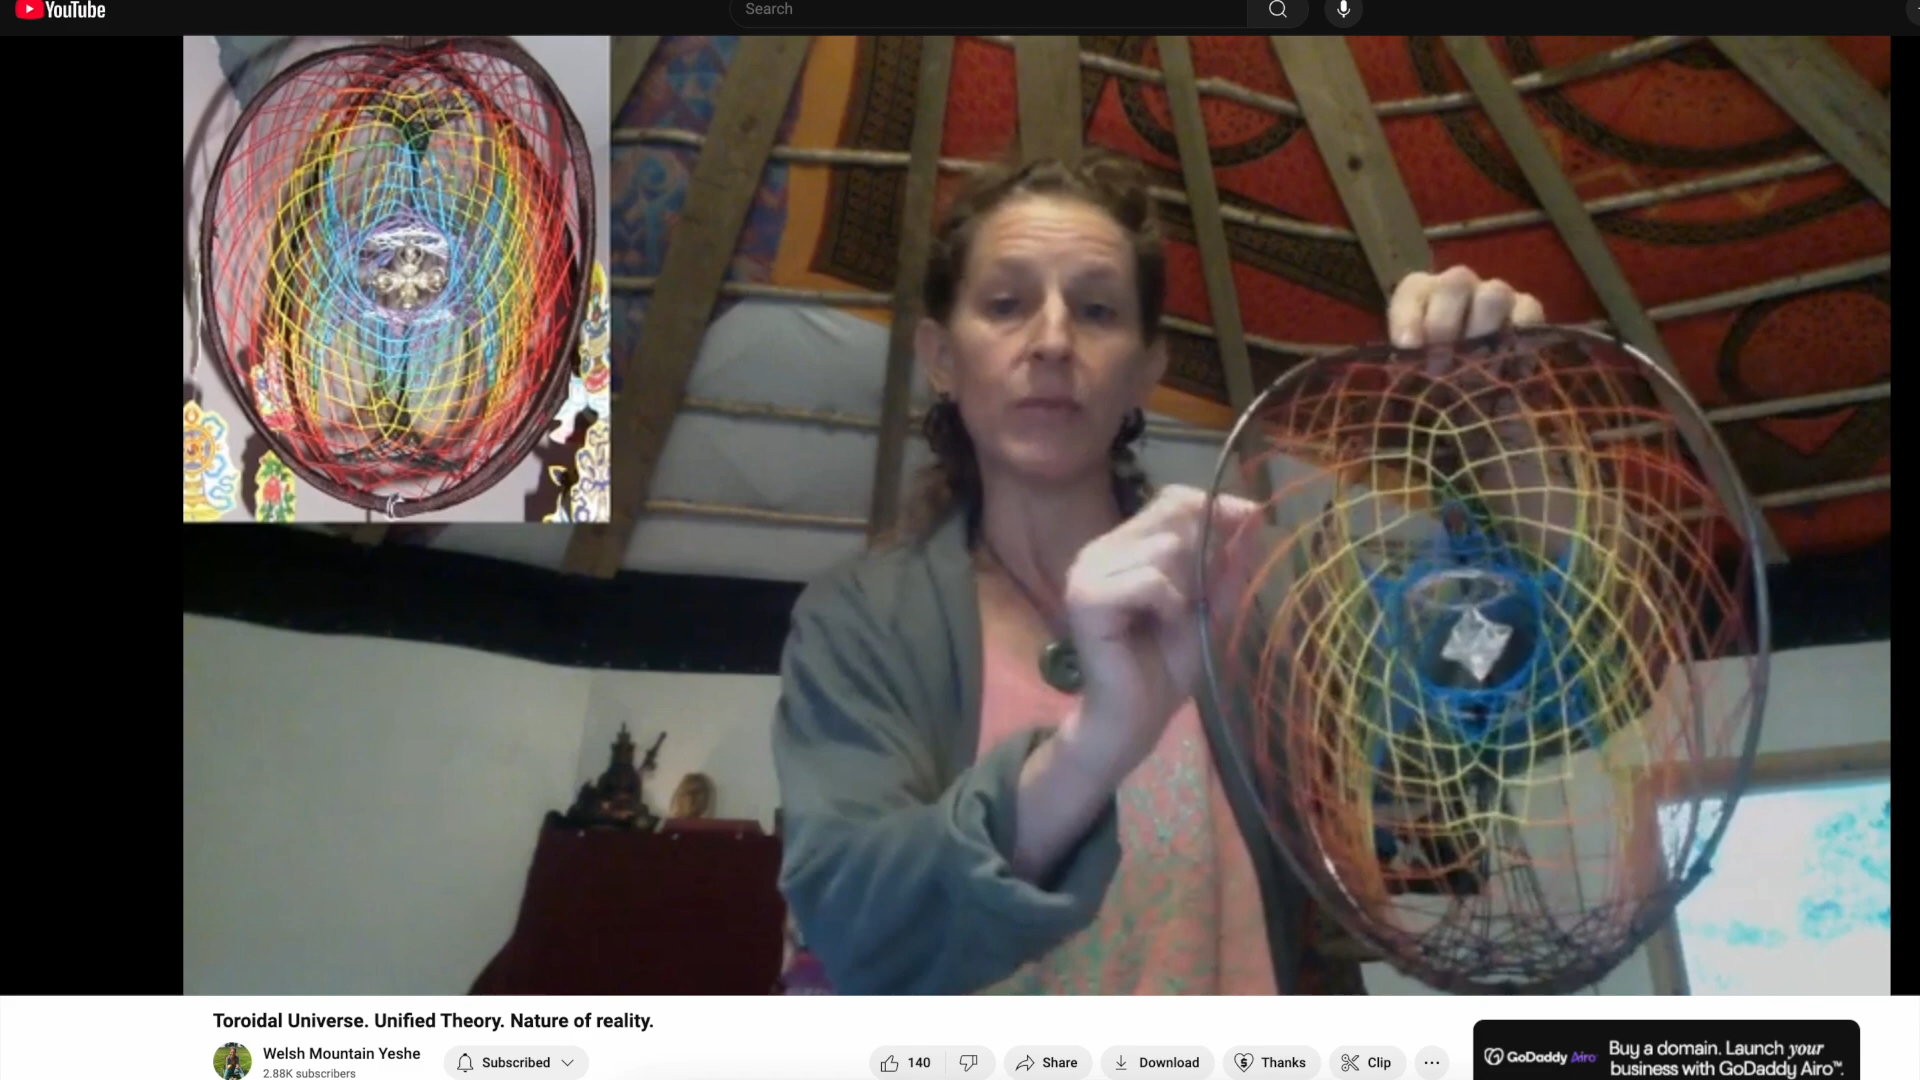 YouTube
Search
Toroidal Universe. Unified Theory. Nature of reality.
Welsh Mountain Yeshe
2.88K subscribers
Subscribed
140
Share
Download
Thanks
Clip
GoDaddy Airo
Buy a domain. Launch your
business with GoDaddy Airo™.